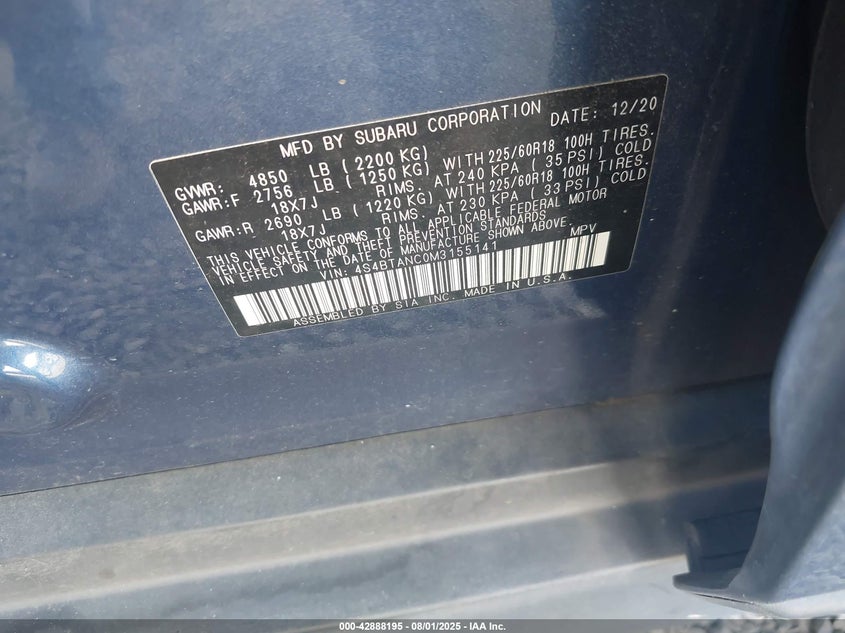 MFD BY SUBARU CORPORATION DATE: 12/20
GVWR: 4850 LB (2200 KG)
GAWR:F 2756 LB (1250 KG) WITH 225/60R18 100H TIRES.
18X7J RIMS. AT 240 KPA (35 PSI) COLD
GAWR:R 2690 LB (1220 KG) WITH 225/60R18 100H TIRES.
18X7J RIMS. AT 230 KPA (33 PSI) COLD
THIS VEHICLE CONFORMS TO ALL APPLICABLE FEDERAL MOTOR
VEHICLE SAFETY AND THEFT PREVENTION STANDARDS
IN EFFECT ON THE DATE OF MANUFACTURE SHOWN ABOVE.
VIN: 4S4BTANC0M3155141 MPV
ASSEMBLED BY SIA INC. MADE IN U.S.A.
000-42888195 - 08/01/2025 - IAA Inc.